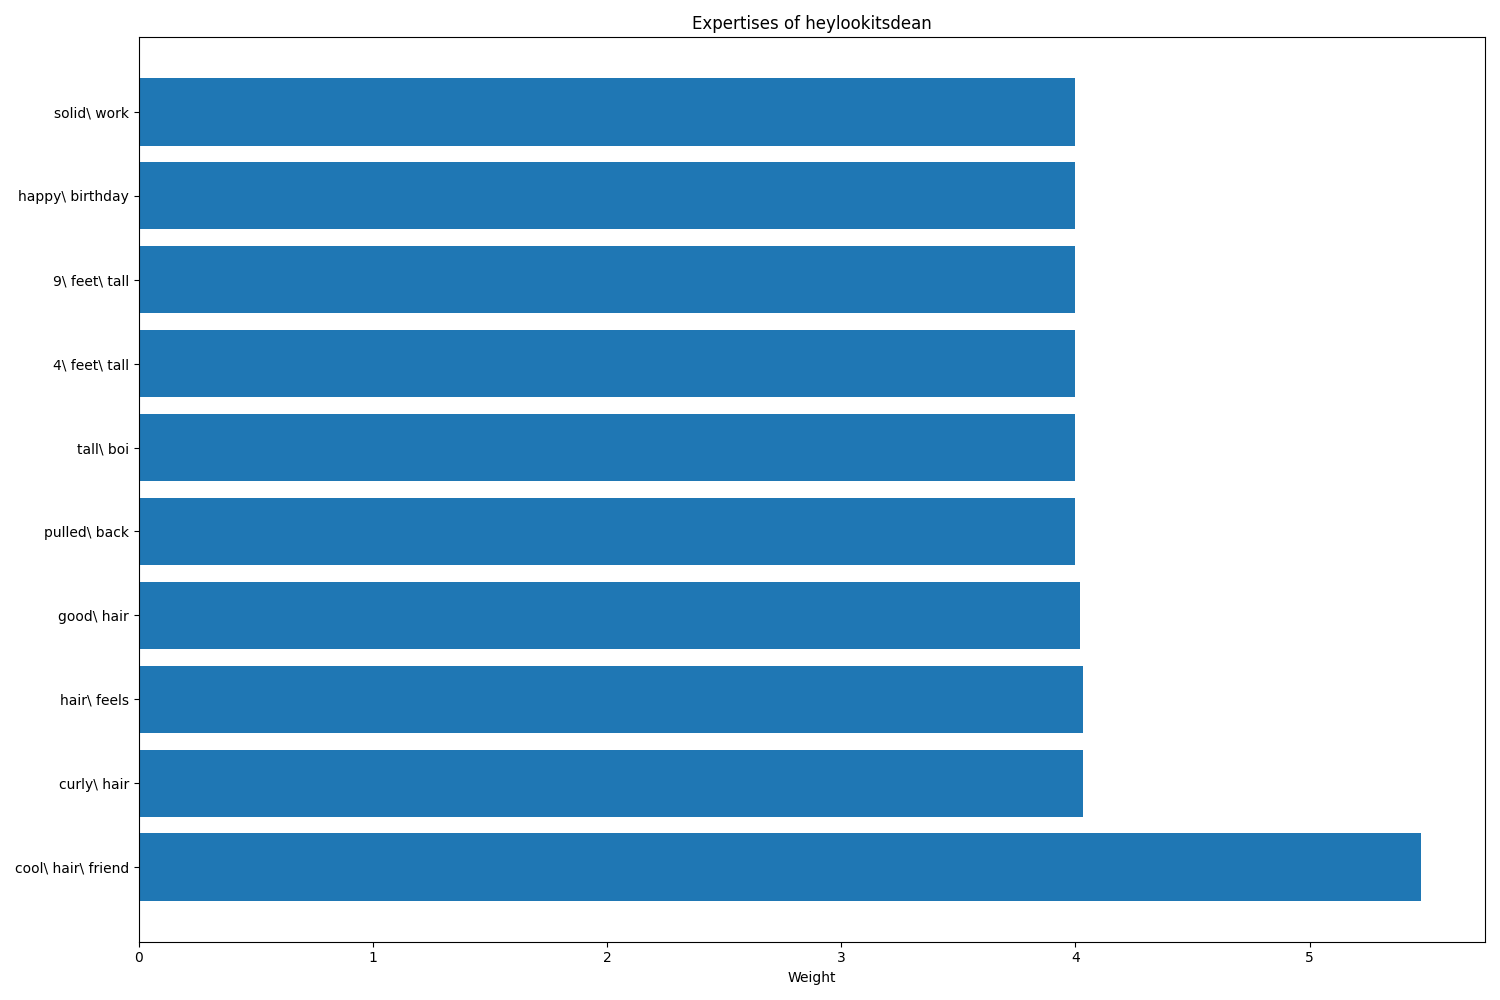 Expertises of heylookitsdean
solid\ work
happy\ birthday
9\ feet\ tall
4\ feet\ tall
tall\ boi
pulled\ back
good\ hair
hair\ feels
curly\ hair
cool\ hair\ friend
0 1 2 3 4 5
Weight